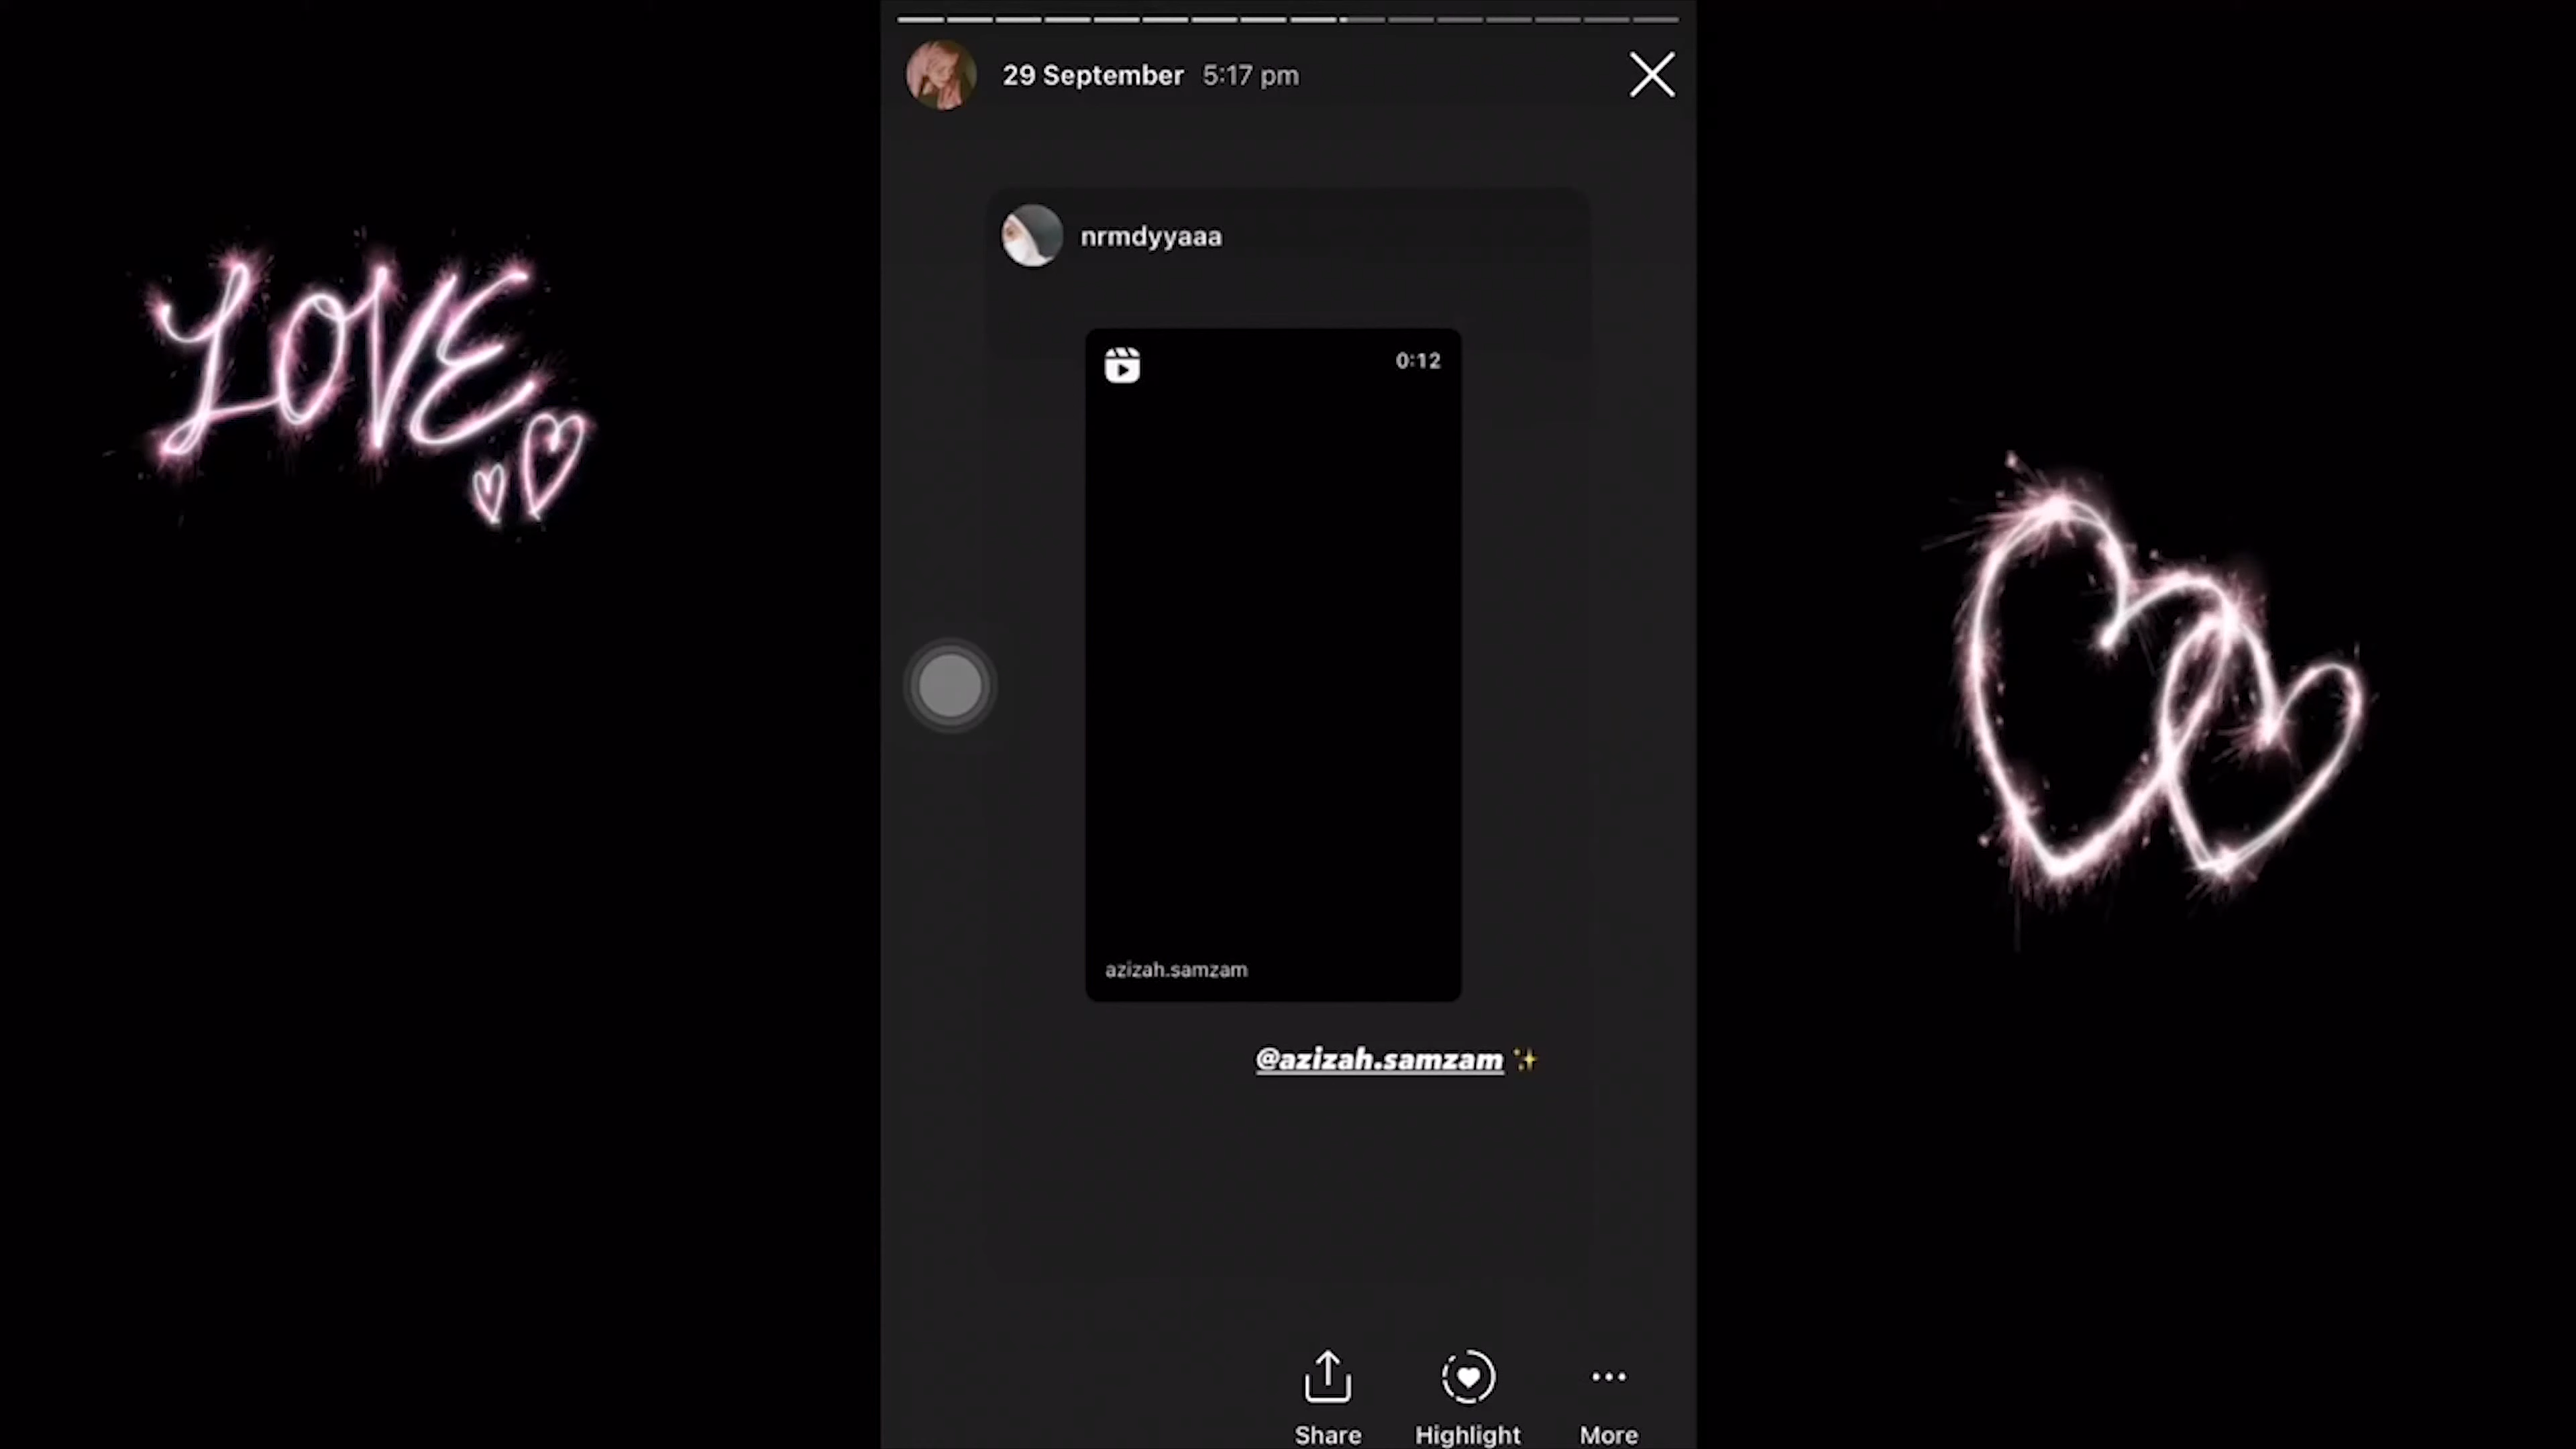 29 September 5:17 pm
nrmdyyaaa
LOVE
0:12
azizah.samzam
@azizah.samzam ✨
Share Highlight More